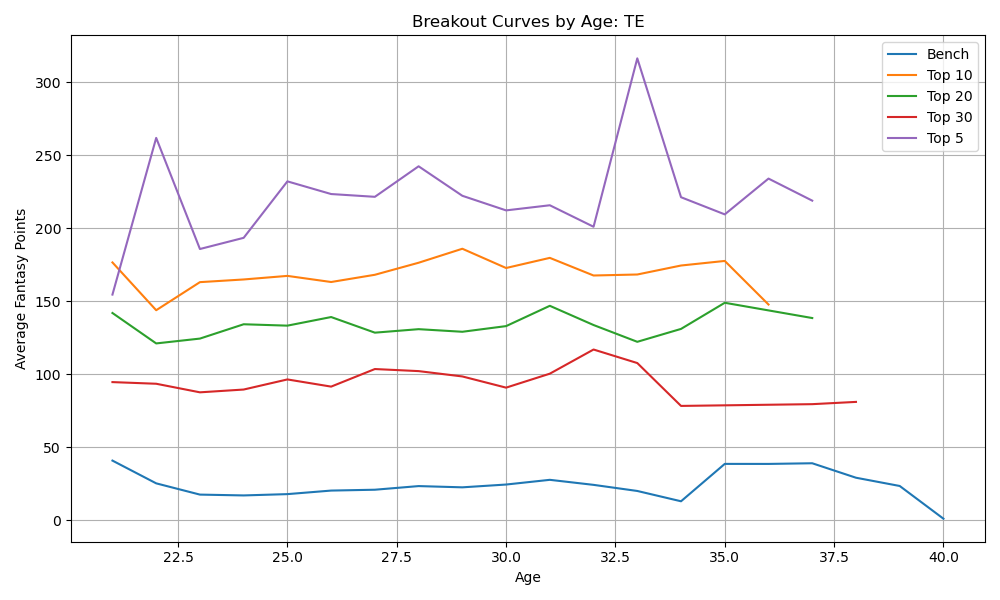 Breakout Curves by Age: TE
Bench
Top 10
Top 20
Top 30
Top 5
Average Fantasy Points
300
250
200
150
100
50
0
22.5 25.0 27.5 30.0 32.5 35.0 37.5 40.0
Age